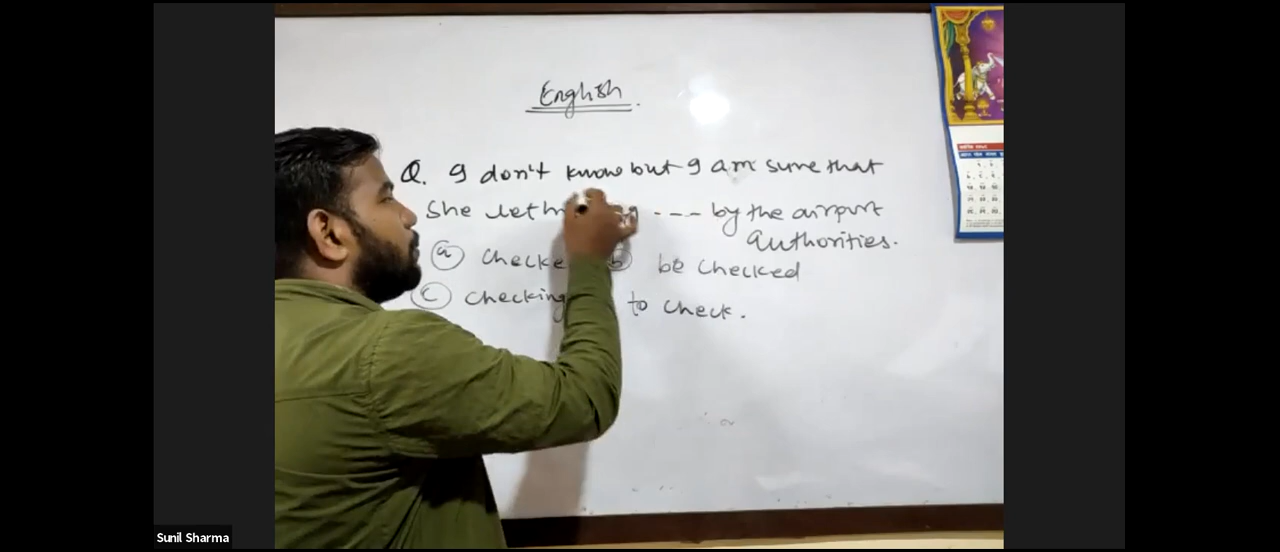 English.
Q. I don't know but I am sure that
she let --- by the airport
authorities.
(a) (b) be checked
(c) checking to check.
Sunil Sharma